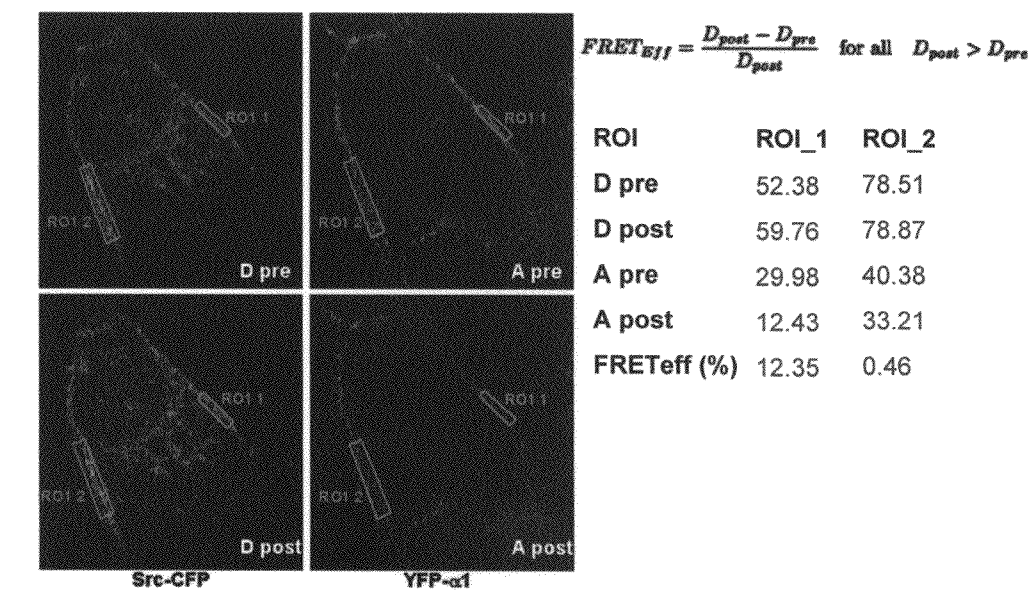 FRET_Eff = (D_post − D_pre) / D_post for all D_post > D_pre
ROI 1
ROI 2
D pre
ROI 1
ROI 2
A pre
ROI 1
ROI 2
D post
ROI 1
ROI 2
A post
Src-CFP
YFP-α1
ROI ROI_1 ROI_2
D pre 52.38 78.51
D post 59.76 78.87
A pre 29.98 40.38
A post 12.43 33.21
FRETeff (%) 12.35 0.46